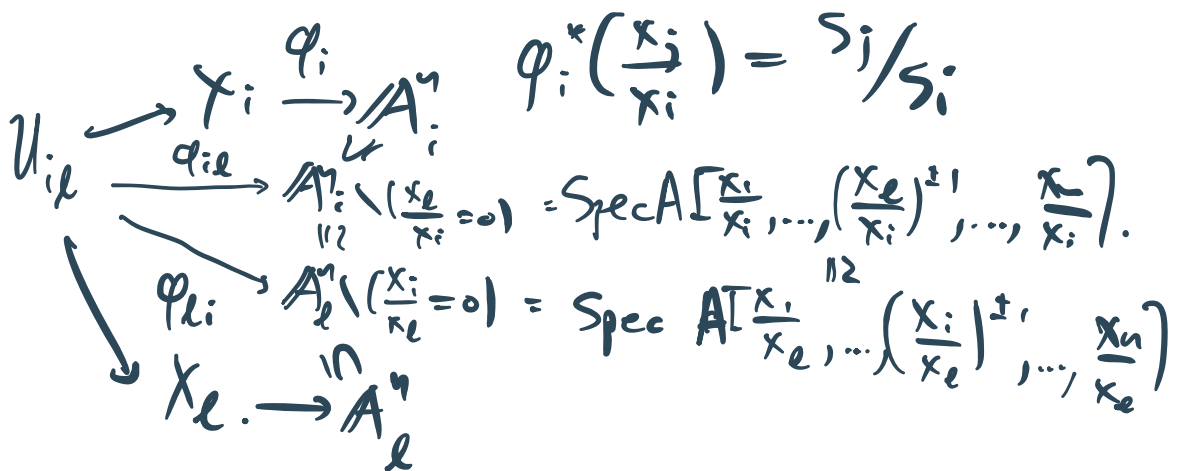 φ_i
φ_i^*(x_j/x_i) = s_j/s_i
X_i → 𝔸^n_i
U_{il}
φ_{il}
𝔸^n_i \ (x_l/x_i = 0) = Spec A[x_1/x_i, ..., (x_l/x_i)^{±1}, ..., x_n/x_i].
φ_{li}
𝔸^n_l \ (x_i/x_l = 0) = Spec A[x_1/x_l, ..., (x_i/x_l)^{±1}, ..., x_n/x_l]
X_l. → 𝔸^n_l